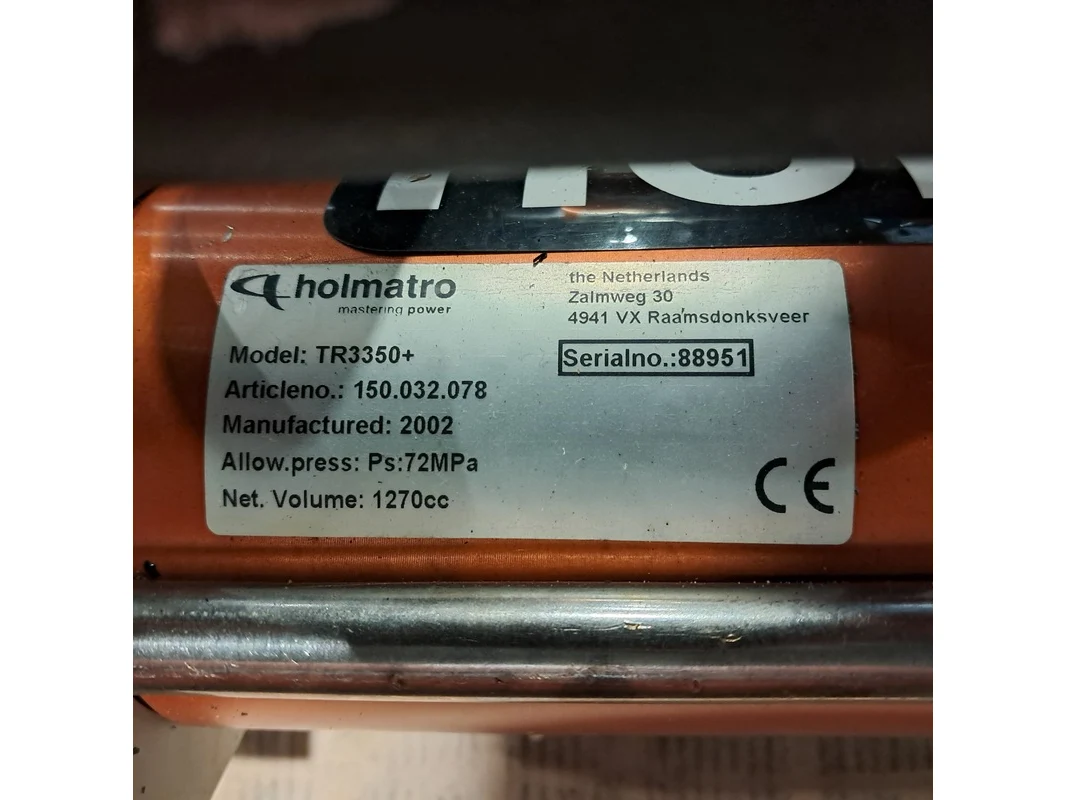 holmatro
mastering power
the Netherlands
Zalmweg 30
4941 VX Raamsdonksveer
Model: TR3350+
Serialno.:88951
Articleno.: 150.032.078
Manufactured: 2002
Allow.press: Ps:72MPa
Net. Volume: 1270cc
CE